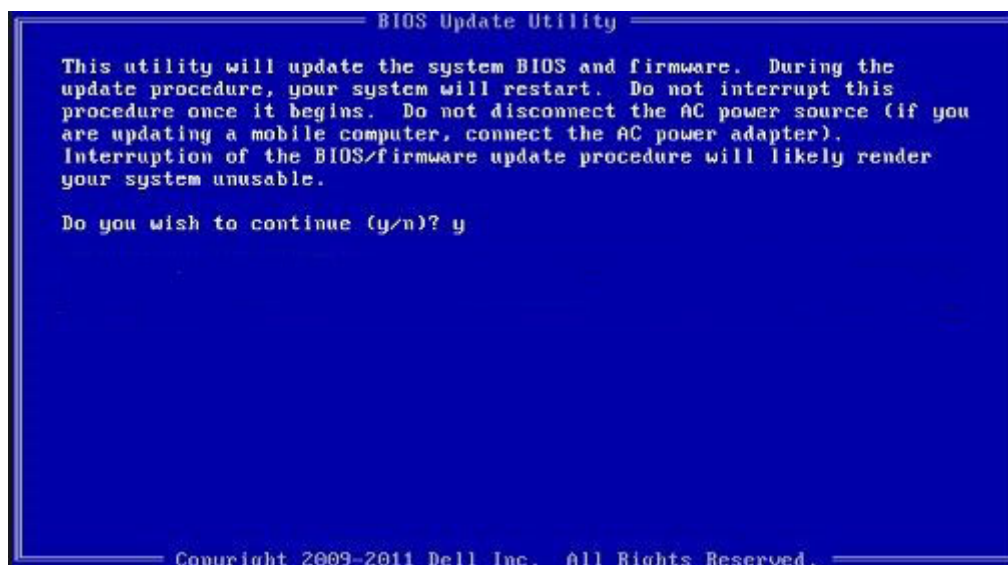 BIOS Update Utility
This utility will update the system BIOS and firmware. During the
update procedure, your system will restart. Do not interrupt this
procedure once it begins. Do not disconnect the AC power source (if you
are updating a mobile computer, connect the AC power adapter).
Interruption of the BIOS/firmware update procedure will likely render
your system unusable.
Do you wish to continue (y/n)? y
Copyright 2009-2011 Dell Inc. All Rights Reserved.